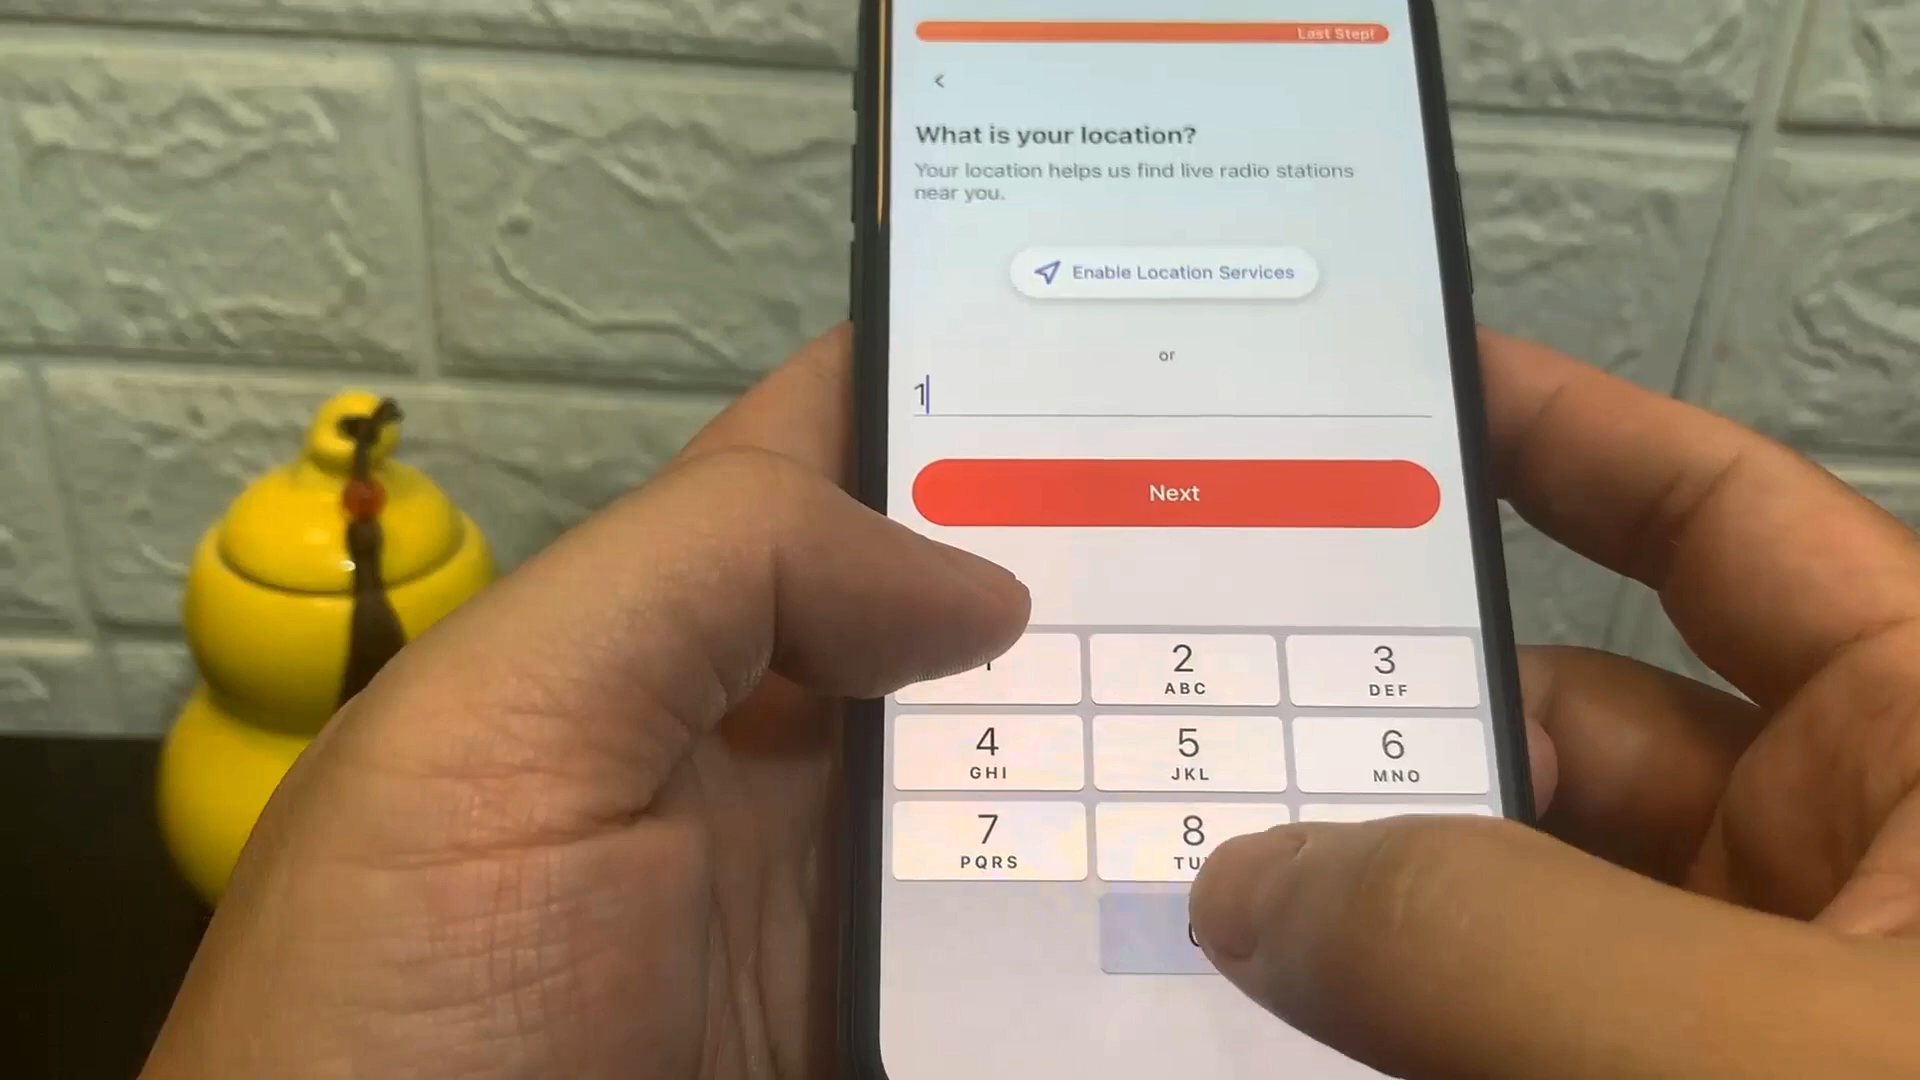 Last Step!
<
What is your location?
Your location helps us find live radio stations
near you.
Enable Location Services
or
1
Next
2
ABC
3
DEF
4
GHI
5
JKL
6
MNO
7
PQRS
8